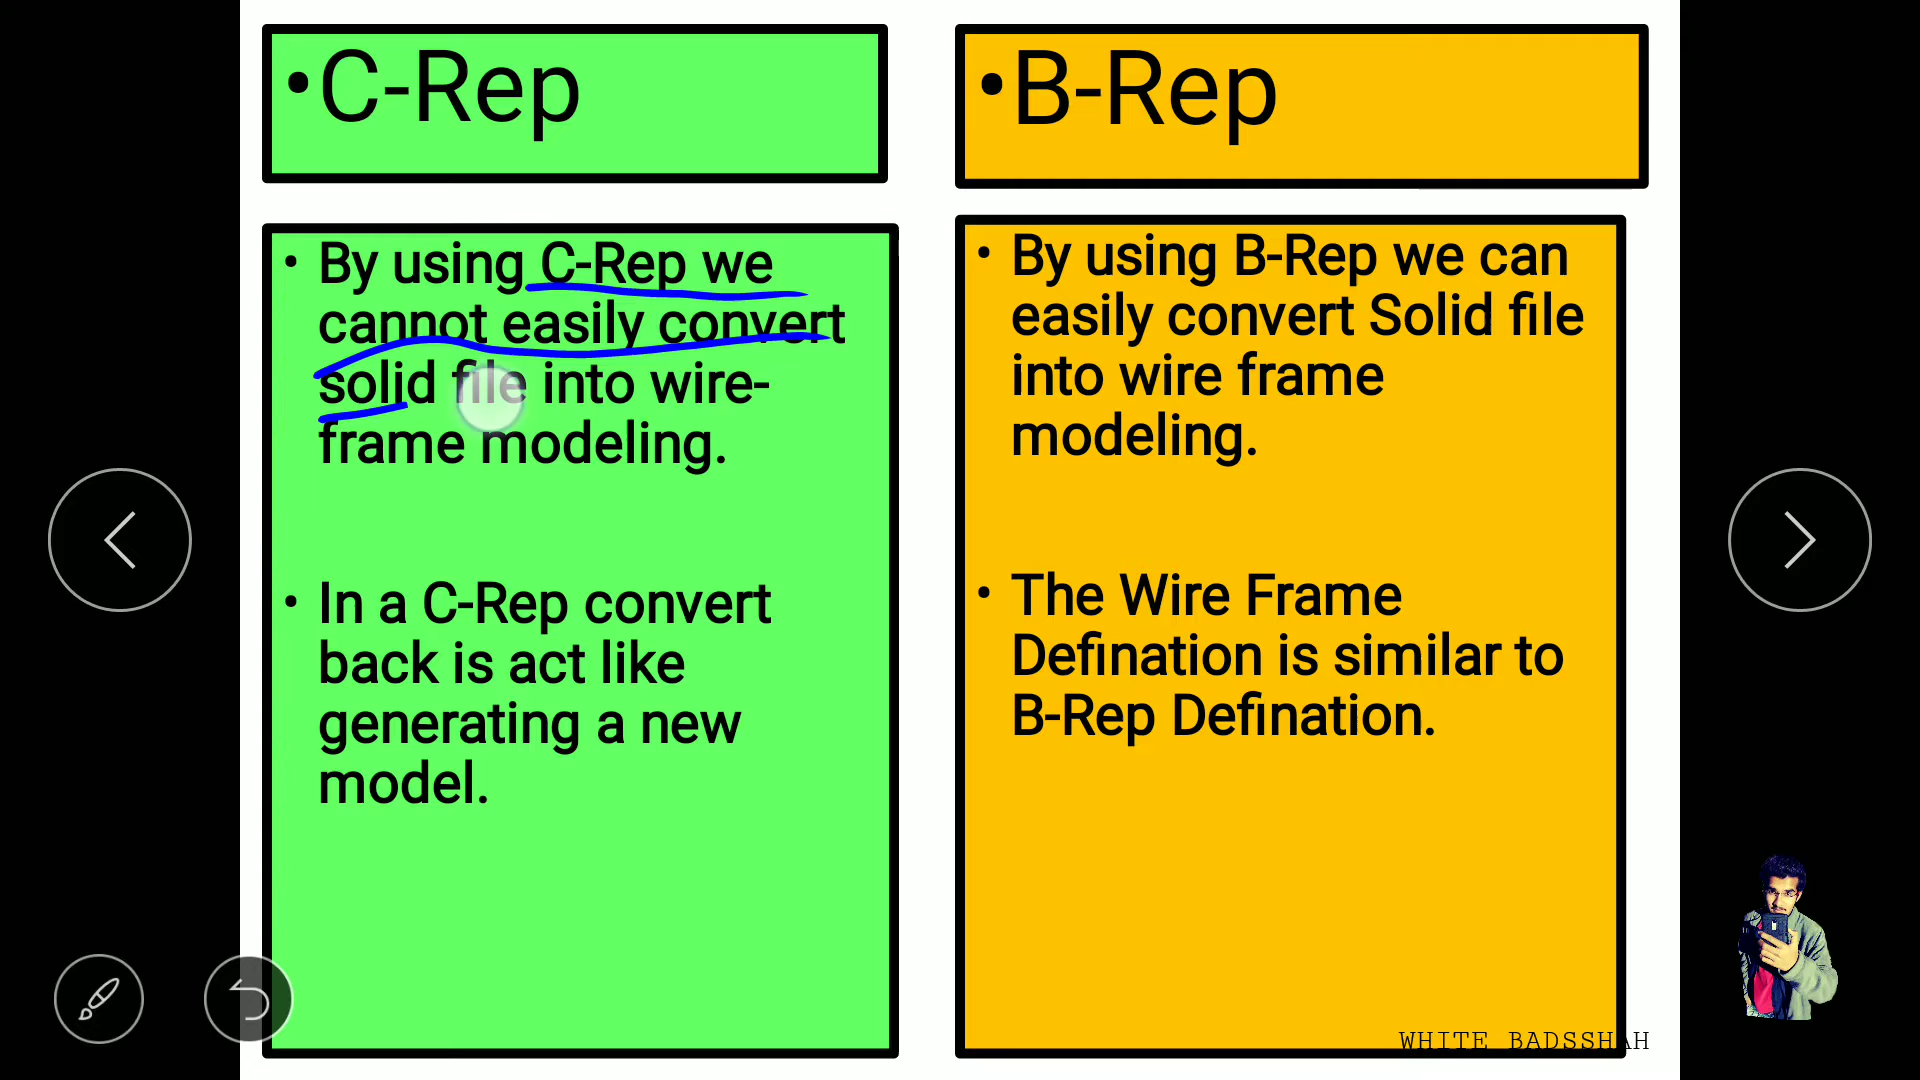 •C-Rep
•B-Rep
• By using C-Rep we
cannot easily convert
solid file into wire-
frame modeling.
• In a C-Rep convert
back is act like
generating a new
model.
• By using B-Rep we can
easily convert Solid file
into wire frame
modeling.
• The Wire Frame
Defination is similar to
B-Rep Defination.
WHITE BADSSHAH